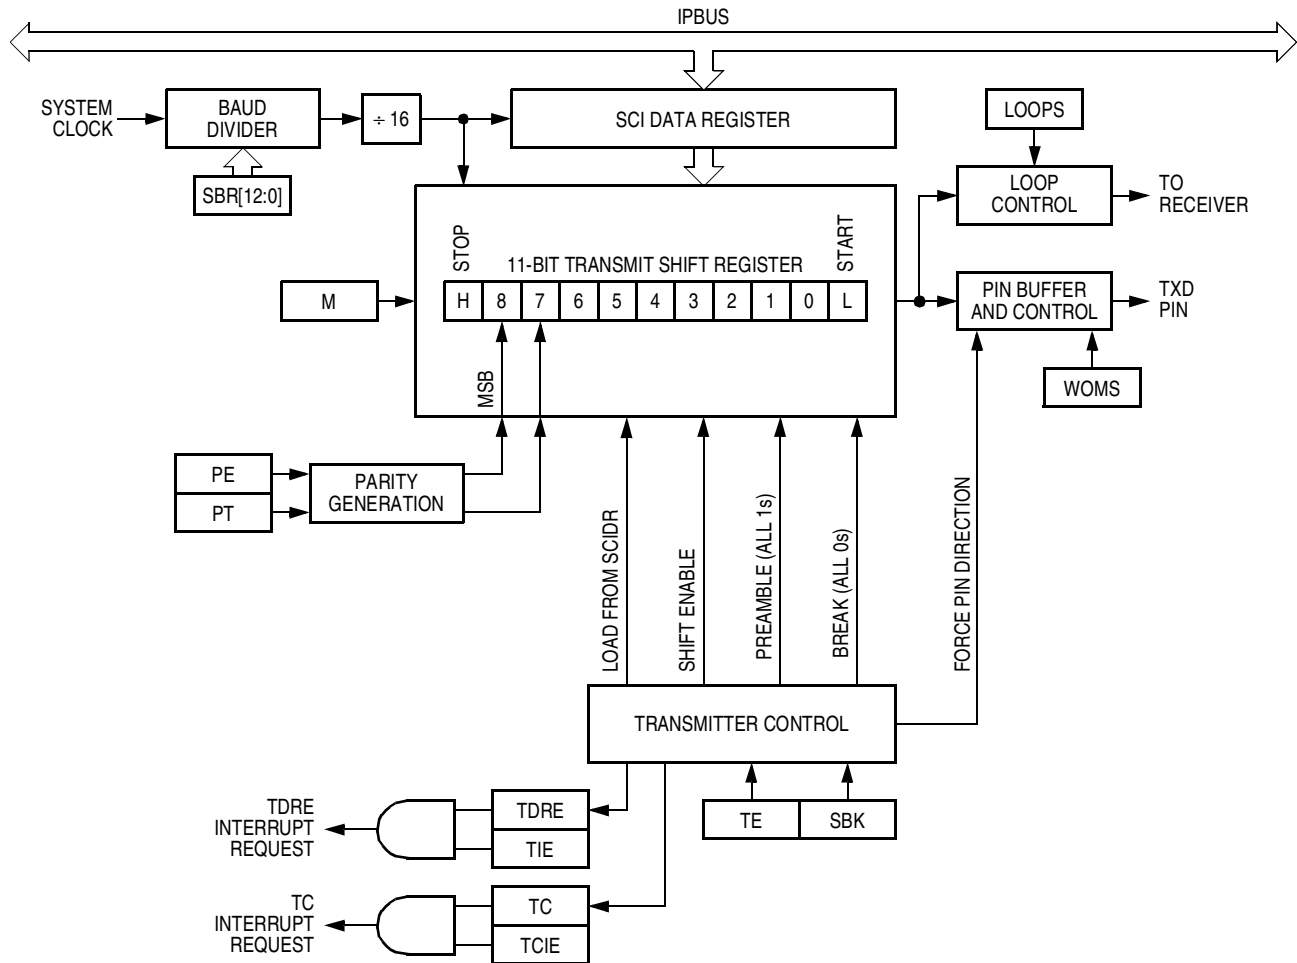 IPBUS
SYSTEM
CLOCK
BAUD
DIVIDER
÷ 16
SCI DATA REGISTER
LOOPS
SBR[12:0]
LOOP
CONTROL
TO
RECEIVER
STOP
11-BIT TRANSMIT SHIFT REGISTER
START
M
H 8 7 6 5 4 3 2 1 0 L
PIN BUFFER
AND CONTROL
TXD
PIN
MSB
WOMS
PE
PT
PARITY
GENERATION
LOAD FROM SCIDR
SHIFT ENABLE
PREAMBLE (ALL 1s)
BREAK (ALL 0s)
FORCE PIN DIRECTION
TRANSMITTER CONTROL
TDRE
INTERRUPT
REQUEST
TDRE
TIE
TE
SBK
TC
INTERRUPT
REQUEST
TC
TCIE